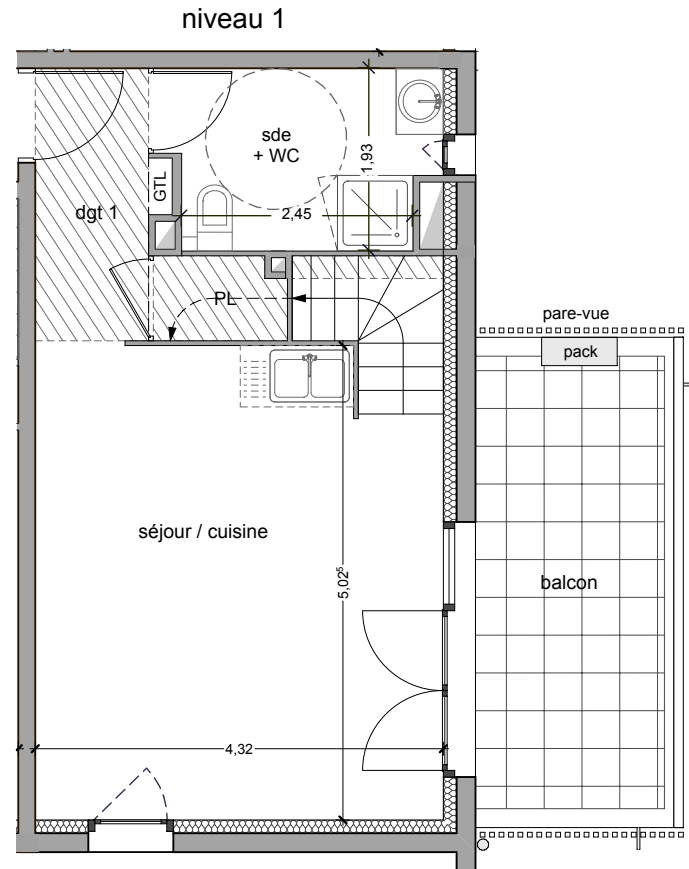 niveau 1
sde
+ WC
1,93
GTL
dgt 1
2,45
PL
pare-vue
pack
séjour / cuisine
5,02⁵
balcon
4,32